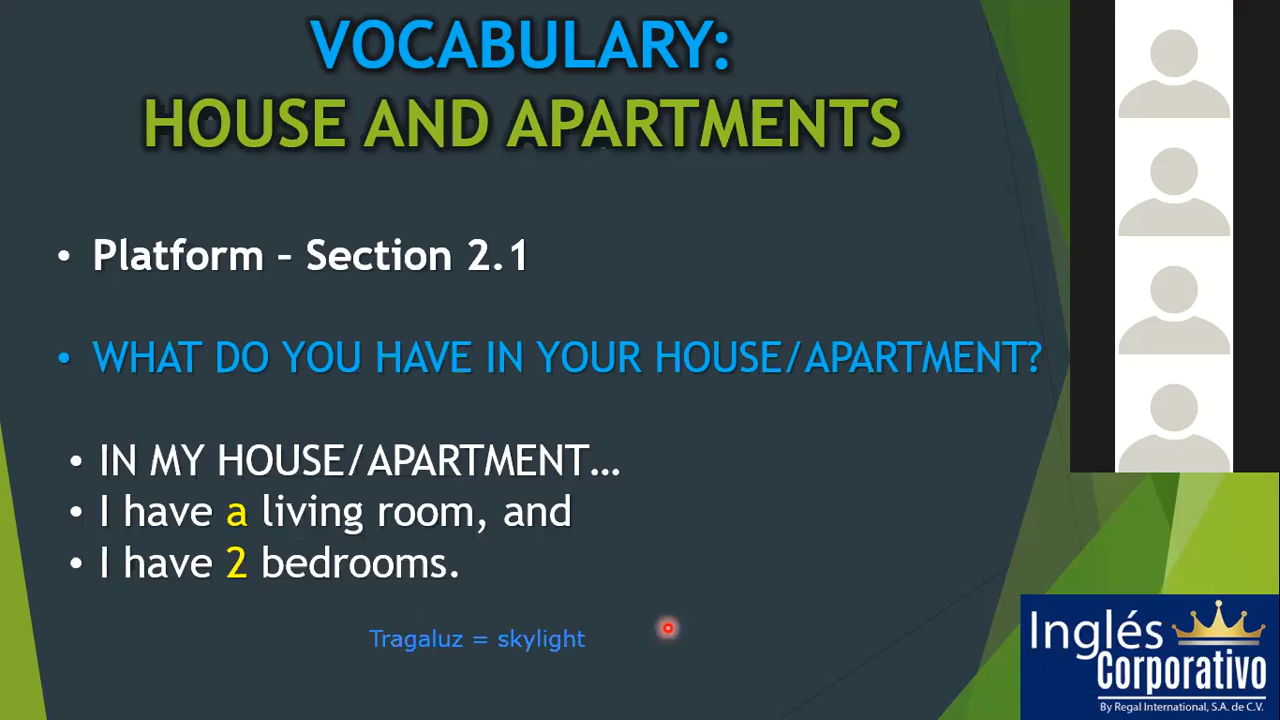 VOCABULARY:
HOUSE AND APARTMENTS
• Platform – Section 2.1
• WHAT DO YOU HAVE IN YOUR HOUSE/APARTMENT?
• IN MY HOUSE/APARTMENT…
• I have a living room, and
• I have 2 bedrooms.
Tragaluz = skylight
Inglés
Corporativo
By Regal International, S.A. de C.V.